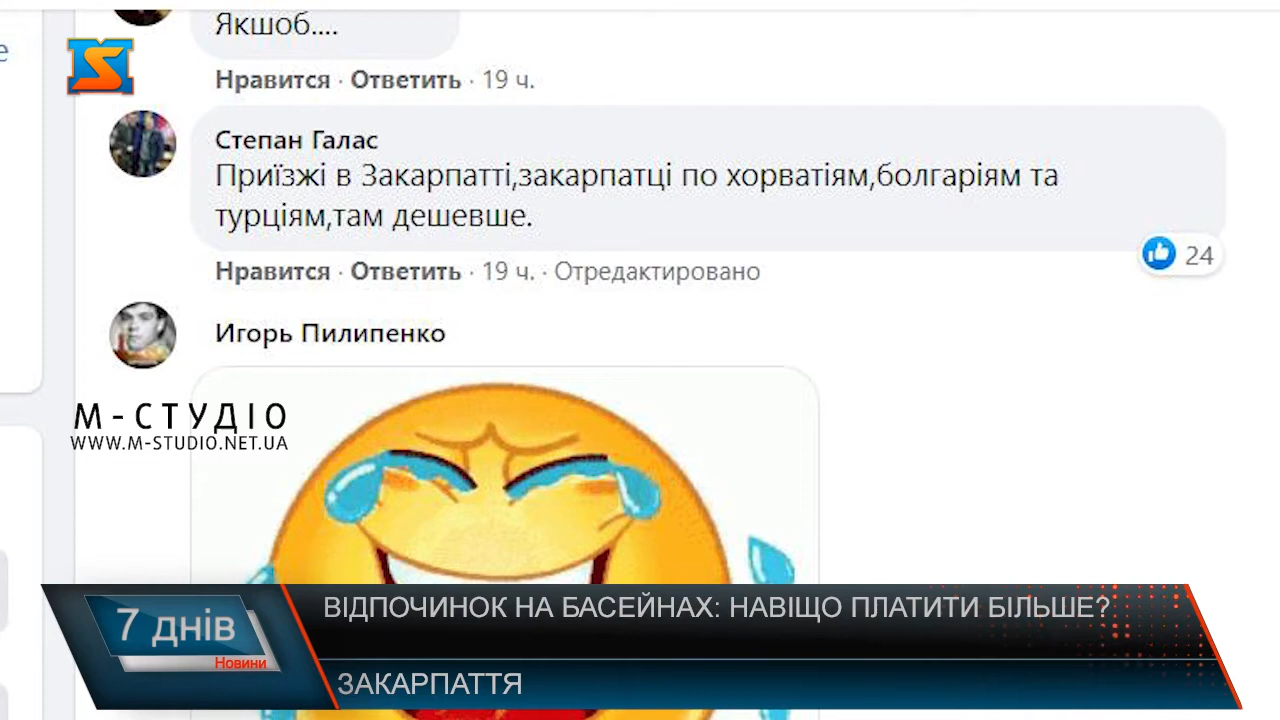 Якшоб....
е
Нравится · Ответить · 19 ч.
Степан Галас
Приїзжі в Закарпатті,закарпатці по хорватіям,болгаріям та
турціям,там дешевше.
24
Нравится · Ответить · 19 ч. · Отредактировано
Игорь Пилипенко
М-СТУДІО
WWW.M-STUDIO.NET.UA
7 днів
Новини
ВІДПОЧИНОК НА БАСЕЙНАХ: НАВІЩО ПЛАТИТИ БІЛЬШЕ?
ЗАКАРПАТТЯ